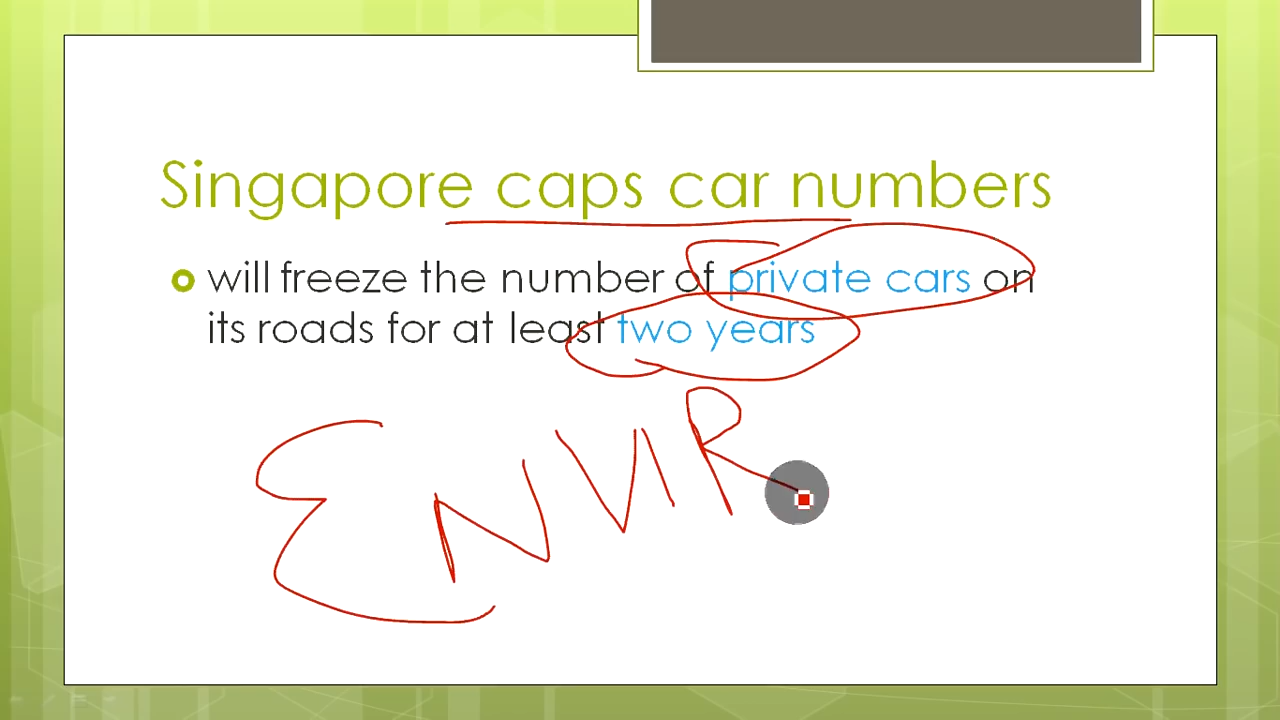 Singapore caps car numbers
will freeze the number of private cars on
its roads for at least two years
ENVIR